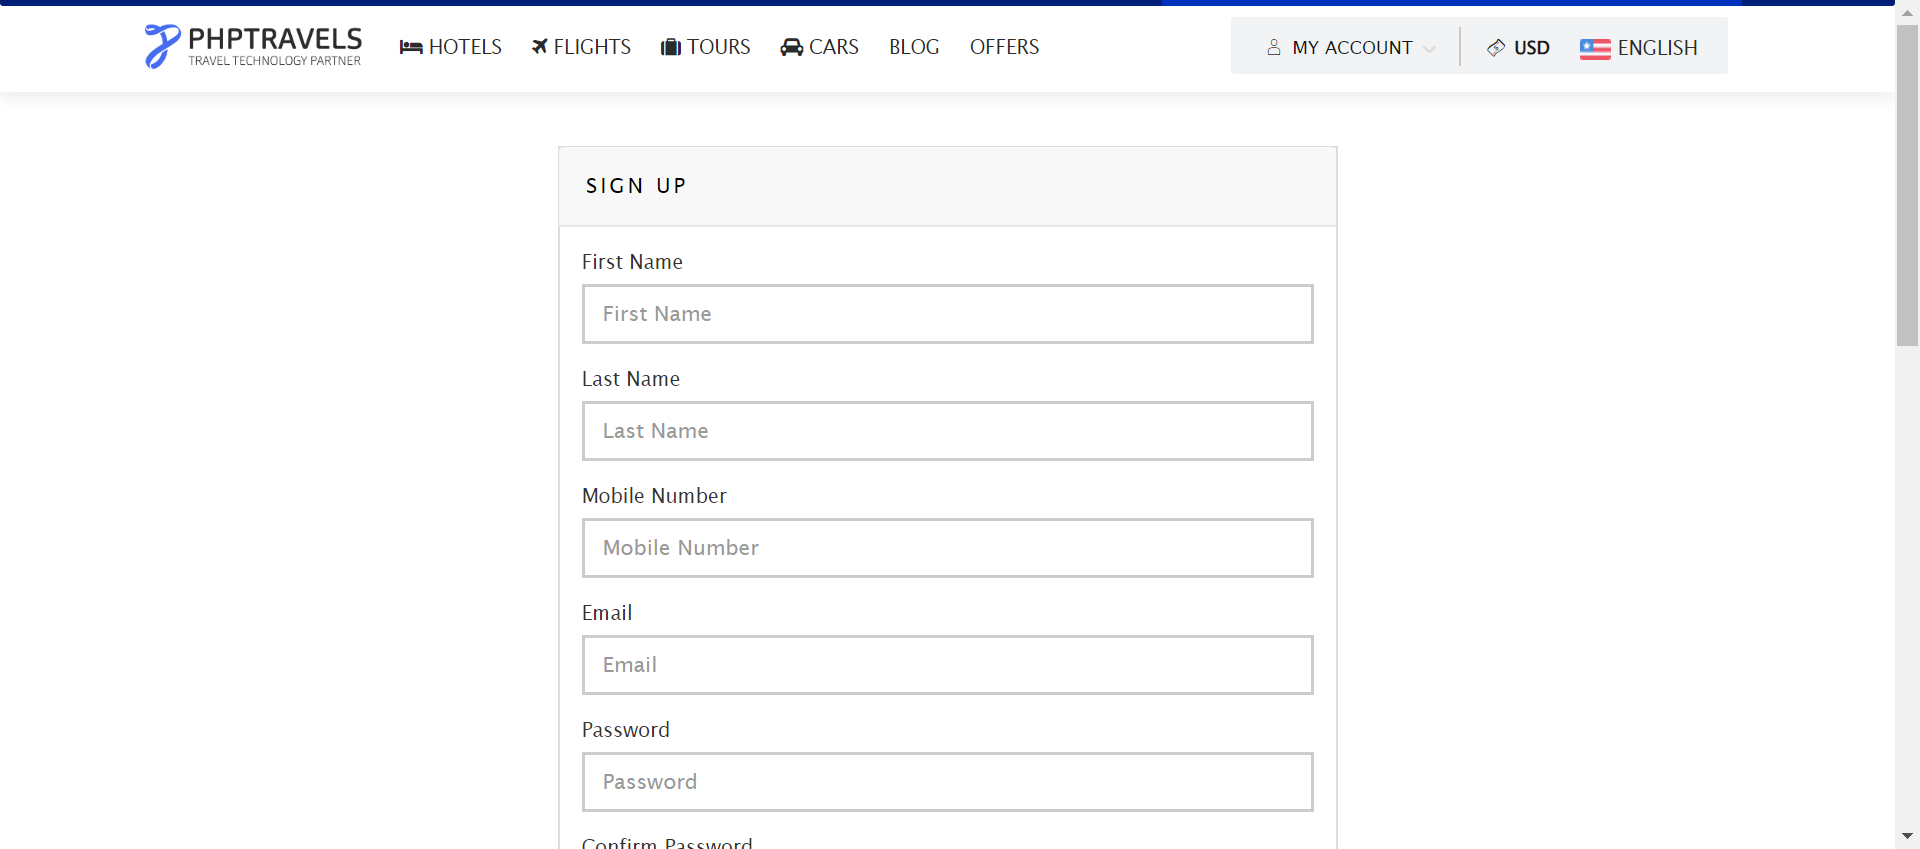 PHPTRAVELS
TRAVEL TECHNOLOGY PARTNER
HOTELS FLIGHTS TOURS CARS BLOG OFFERS
MY ACCOUNT USD ENGLISH
SIGN UP
First Name
First Name
Last Name
Last Name
Mobile Number
Mobile Number
Email
Email
Password
Password
Confirm Password